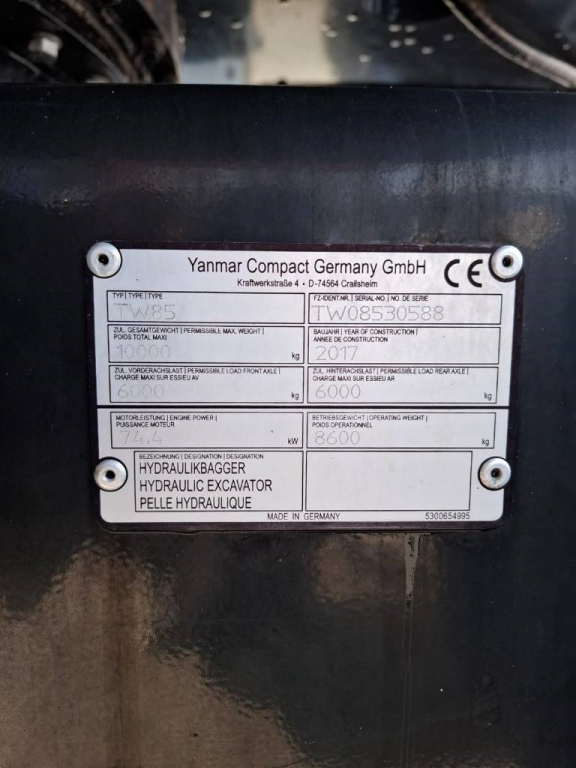 Yanmar Compact Germany GmbH
Kraftwerkstraße 4 • D-74564 Crailsheim
CE
TYP | TYPE | TYPE
TW85
FZ-IDENT.NR. | SERIAL-NO. | NO. DE SERIE
TW08530588
ZUL. GESAMTGEWICHT | PERMISSIBLE MAX. WEIGHT |
POIDS TOTAL MAXI
10000 kg
BAUJAHR | YEAR OF CONSTRUCTION |
ANNEE DE CONSTRUCTION
2017
ZUL. VORDERACHSLAST | PERMISSIBLE LOAD FRONT AXLE |
CHARGE MAXI SUR ESSIEU AV
6000 kg
ZUL. HINTERACHSLAST | PERMISSIBLE LOAD REAR AXLE |
CHARGE MAXI SUR ESSIEU AR
6000 kg
MOTORLEISTUNG | ENGINE POWER |
PUISSANCE MOTEUR
74.4 kW
BETRIEBSGEWICHT | OPERATING WEIGHT |
POIDS OPERATIONNEL
8600 kg
BEZEICHNUNG | DESIGNATION | DESIGNATION
HYDRAULIKBAGGER
HYDRAULIC EXCAVATOR
PELLE HYDRAULIQUE
MADE IN GERMANY
5300654995